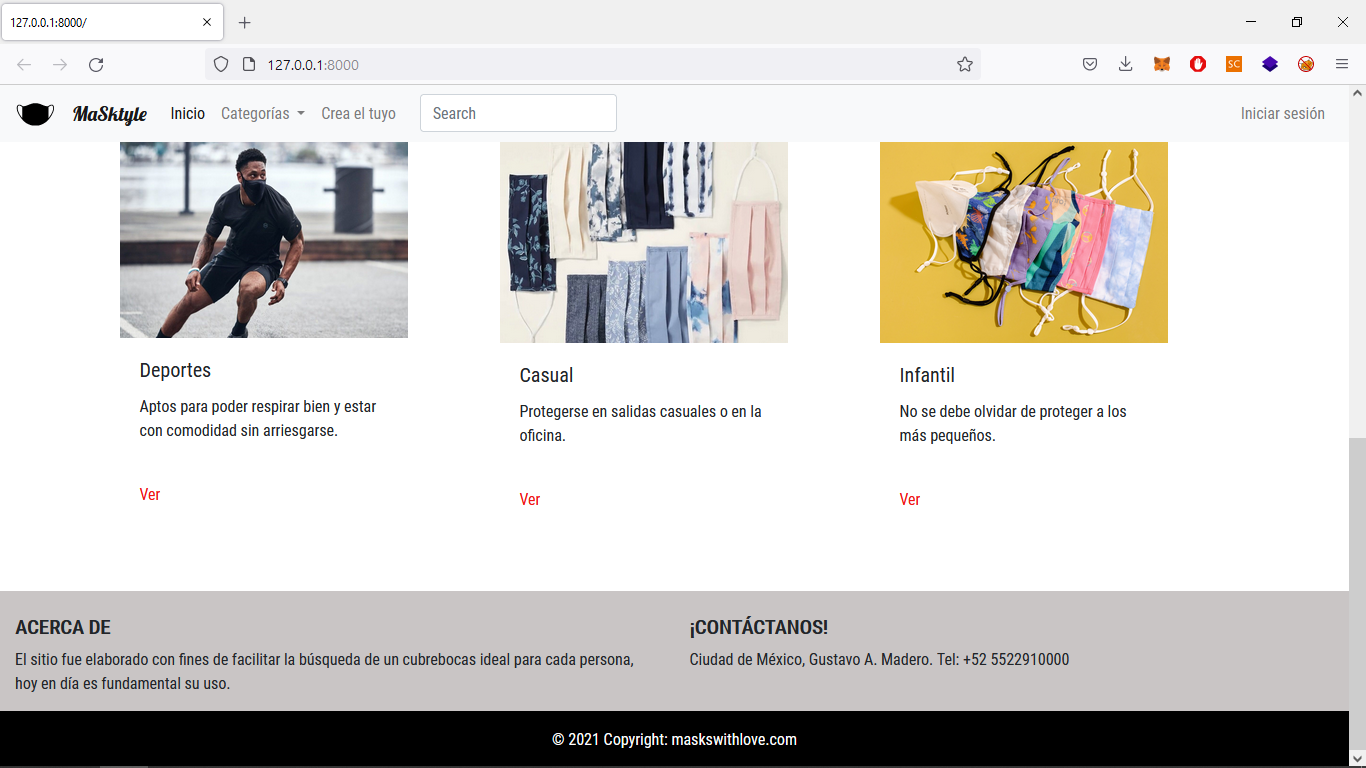 127.0.0.1:8000/
127.0.0.1:8000
SC
MaSktyle
Inicio
Categorías
Crea el tuyo
Search
Iniciar sesión
Deportes
Aptos para poder respirar bien y estar
con comodidad sin arriesgarse.
Ver
Casual
Protegerse en salidas casuales o en la
oficina.
Ver
Infantil
No se debe olvidar de proteger a los
más pequeños.
Ver
ACERCA DE
El sitio fue elaborado con fines de facilitar la búsqueda de un cubrebocas ideal para cada persona,
hoy en día es fundamental su uso.
¡CONTÁCTANOS!
Ciudad de México, Gustavo A. Madero. Tel: +52 5522910000
© 2021 Copyright: maskswithlove.com